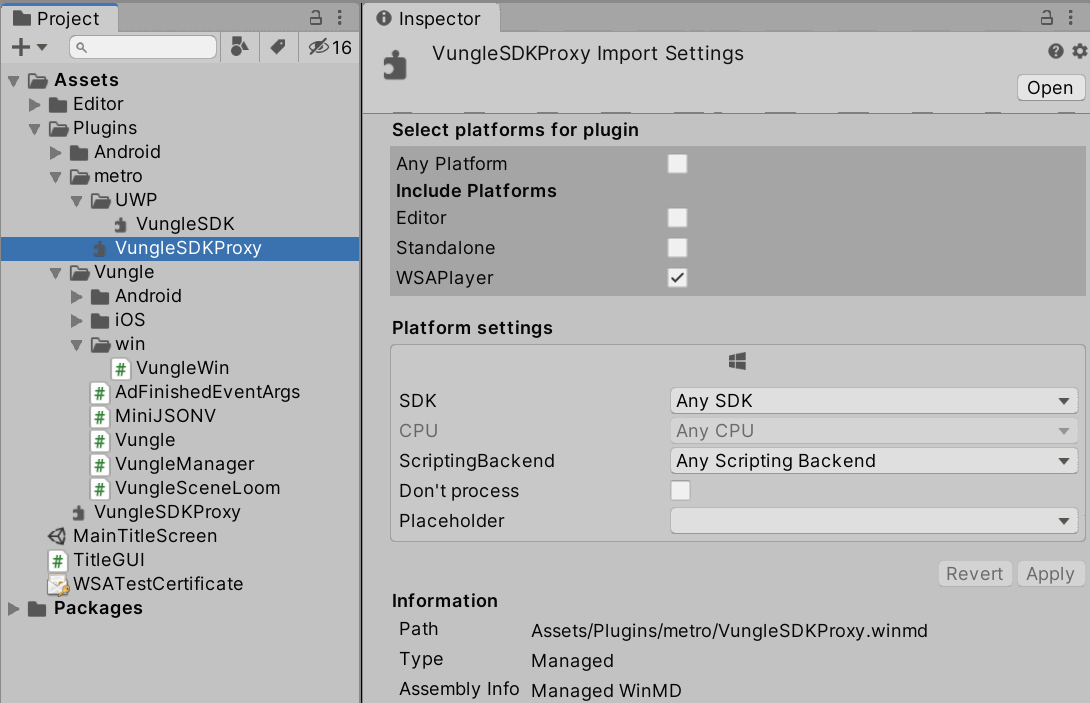 Project
16
Assets
Editor
Plugins
Android
metro
UWP
VungleSDK
VungleSDKProxy
Vungle
Android
iOS
win
# VungleWin
# AdFinishedEventArgs
# MiniJSONV
# Vungle
# VungleManager
# VungleSceneLoom
VungleSDKProxy
MainTitleScreen
# TitleGUI
WSATestCertificate
Packages
Inspector
VungleSDKProxy Import Settings
Open
Select platforms for plugin
Any Platform
Include Platforms
Editor
Standalone
WSAPlayer
Platform settings
SDK Any SDK
CPU Any CPU
ScriptingBackend Any Scripting Backend
Don't process
Placeholder
Revert Apply
Information
Path Assets/Plugins/metro/VungleSDKProxy.winmd
Type Managed
Assembly Info Managed WinMD